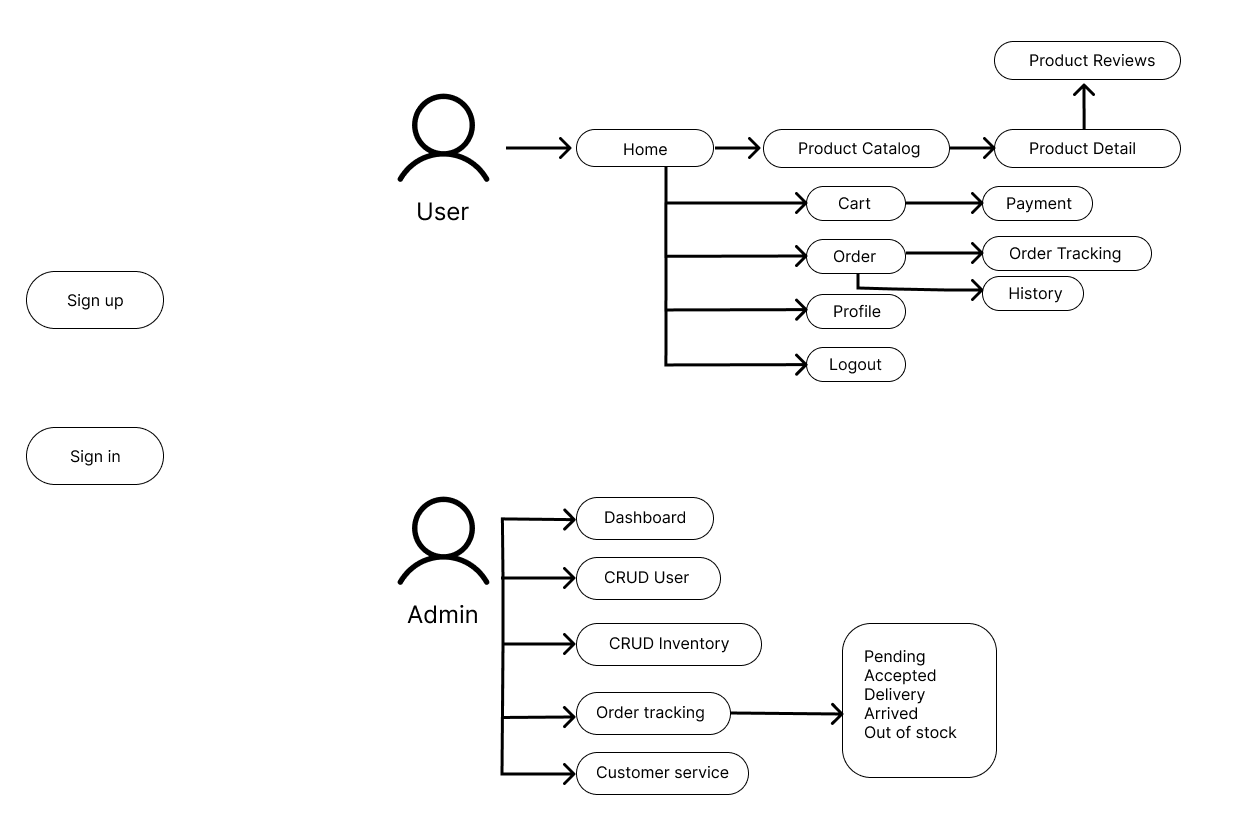 Product Reviews
Home
Product Catalog
Product Detail
User
Cart
Payment
Order
Order Tracking
History
Profile
Logout
Sign up
Sign in
Admin
Dashboard
CRUD User
CRUD Inventory
Order tracking
Pending
Accepted
Delivery
Arrived
Out of stock
Customer service